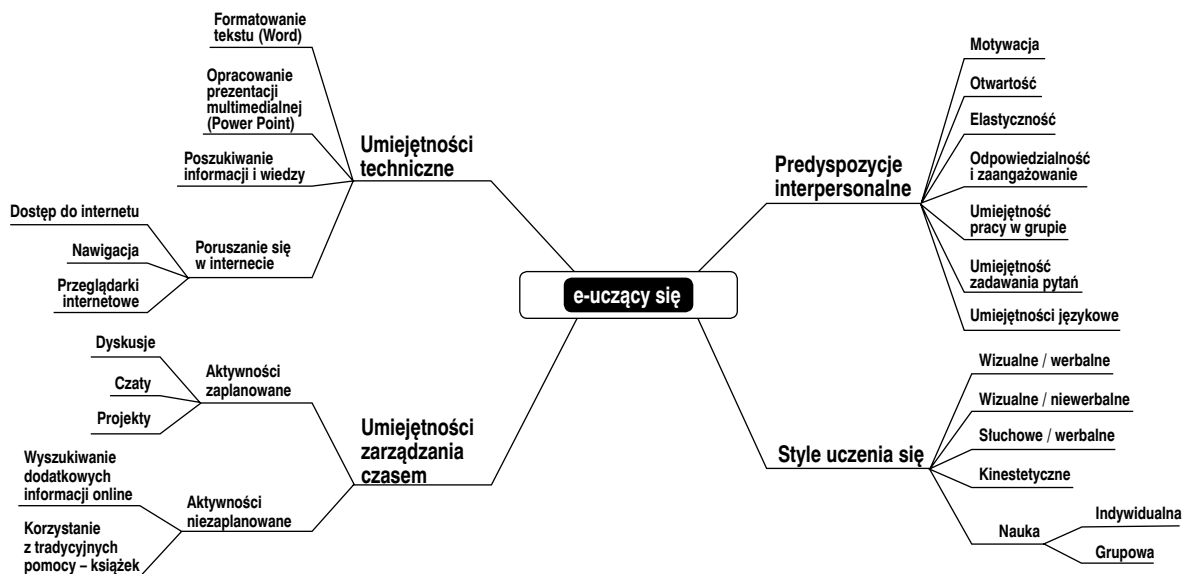 Formatowanie
tekstu (Word)
Opracowanie
prezentacji
multimedialnej
(Power Point)
Poszukiwanie
informacji i wiedzy
Umiejętności
techniczne
Dostęp do internetu
Nawigacja
Przeglądarki
internetowe
Poruszanie się
w internecie
e-uczący się
Dyskusje
Czaty
Projekty
Aktywności
zaplanowane
Umiejętności
zarządzania
czasem
Wyszukiwanie
dodatkowych
informacji online
Korzystanie
z tradycyjnych
pomocy – książek
Aktywności
niezaplanowane
Predyspozycje
interpersonalne
Motywacja
Otwartość
Elastyczność
Odpowiedzialność
i zaangażowanie
Umiejętność
pracy w grupie
Umiejętność
zadawania pytań
Umiejętności językowe
Style uczenia się
Wizualne / werbalne
Wizualne / niewerbalne
Słuchowe / werbalne
Kinestetyczne
Nauka
Indywidualna
Grupowa